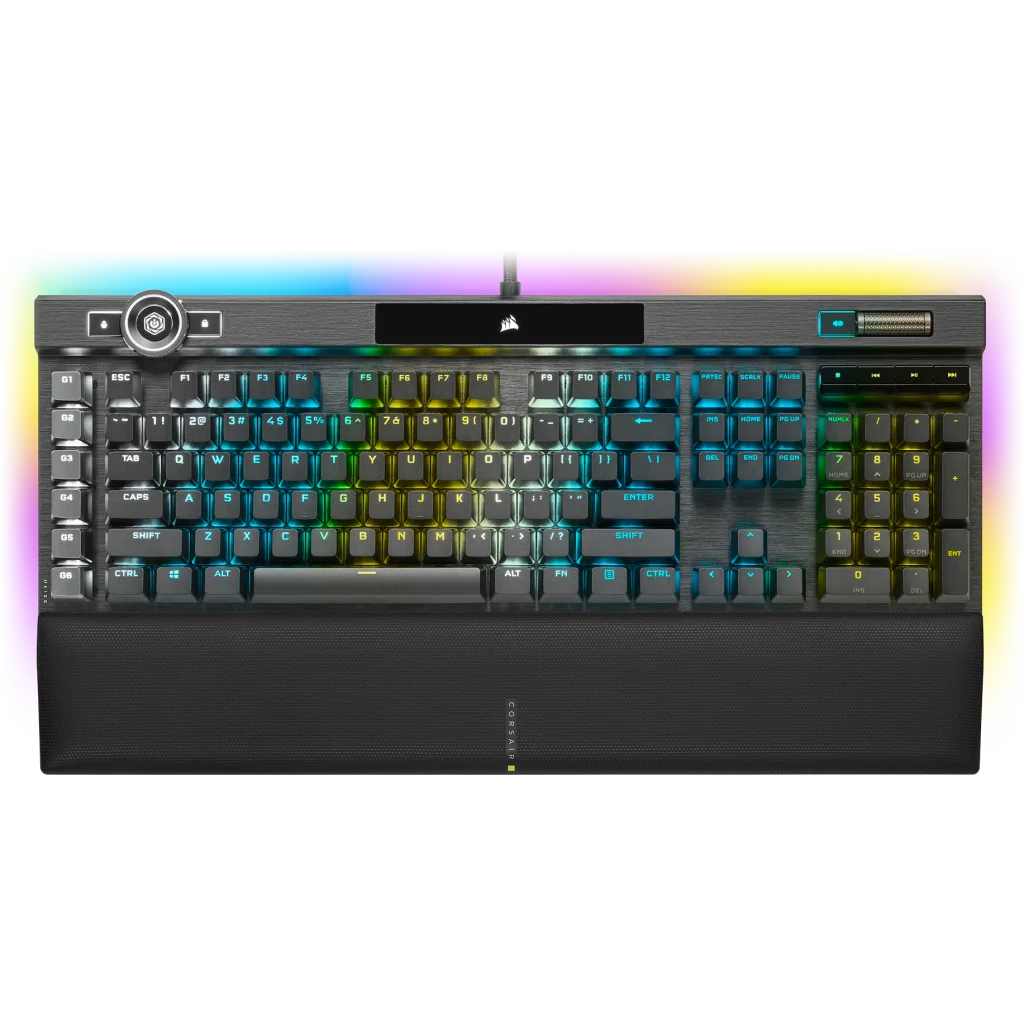 G1 ESC F1 F2 F3 F4 F5 F6 F7 F8 F9 F10 F11 F12 PRTSC SCRLK PAUSE
G2 ~ ` 1! 2@ 3# 4$ 5% 6^ 7& 8* 9( 0) - _ = + ← INS HOME PG UP NUMLK / * -
G3 TAB Q W E R T Y U I O P [{ ]} \| DEL END PG DN 7 HOME 8 ^ 9 PG UP +
G4 CAPS A S D F G H J K L ; : ' " ENTER 4 < 5 6 >
G5 SHIFT Z X C V B N M , < . > / ? SHIFT ^ 1 END 2 ⌄ 3 PG DN ENT
G6 CTRL ALT ALT FN CTRL < ⌄ > 0 INS . DEL
K100
CORSAIR